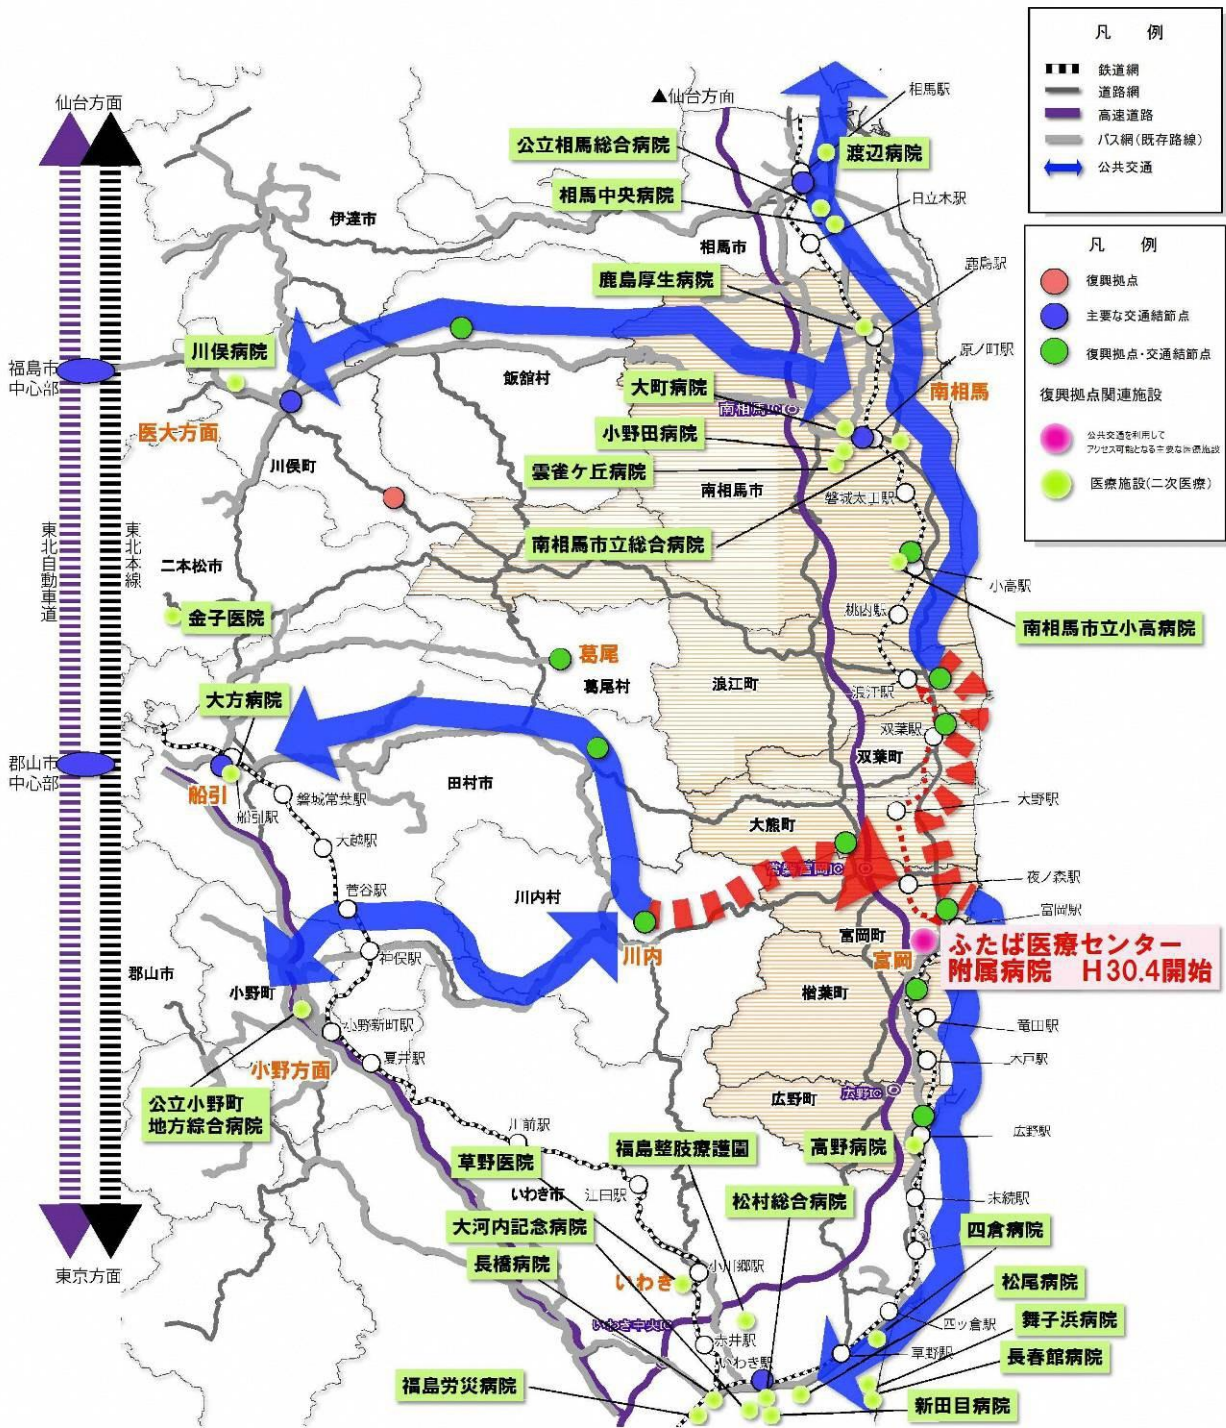 凡　例
鉄道網
道路網
高速道路
バス網(既存路線)
公共交通
凡　例
復興拠点
主要な交通結節点
復興拠点・交通結節点
復興拠点関連施設
公共交通を利用して
アクセス可能となる主要な医療施設
医療施設(二次医療)
仙台方面
▲仙台方面
相馬駅
公立相馬総合病院
渡辺病院
相馬中央病院
日立木駅
伊達市
相馬市
鹿島駅
鹿島厚生病院
原ノ町駅
川俣病院
福島市
中心部
飯舘村
大町病院
南相馬IC
南相馬
医大方面
小野田病院
川俣町
雲雀ケ丘病院
南相馬市
磐城太田駅
東北自動車道
東北本線
南相馬市立総合病院
二本松市
小高駅
桃内駅
金子医院
南相馬市立小高病院
葛尾
葛尾村
浪江町
浪江駅
大方病院
双葉駅
双葉町
郡山市
中心部
田村市
船引
磐城常葉駅
船引駅
大野駅
大熊町
大越駅
常磐富岡IC
夜ノ森駅
菅谷駅
川内村
富岡駅
富岡町
川内
富岡
ふたば医療センター
附属病院　H30.4開始
神俣駅
郡山市
小野町
楢葉町
竜田駅
小野新町駅
夏井駅
木戸駅
小野方面
広野IC
広野町
公立小野町
地方綜合病院
川前駅
広野駅
草野医院
福島整肢療護園
高野病院
いわき市
江田駅
末続駅
大河内記念病院
松村総合病院
四倉病院
長橋病院
小川郷駅
いわき
松尾病院
東京方面
いわき中央IC
四ッ倉駅
舞子浜病院
赤井駅
草野駅
いわき駅
長春館病院
福島労災病院
新田目病院